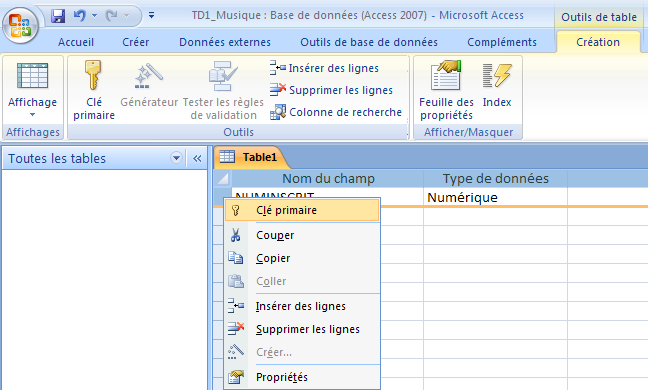 TD1_Musique : Base de données (Access 2007) - Microsoft Access
Outils de table
Accueil Créer Données externes Outils de base de données Compléments Création
Affichage
Affichages
Clé primaire
Générateur
Tester les règles de validation
Insérer des lignes
Supprimer les lignes
Colonne de recherche
Outils
Feuille des propriétés
Index
Afficher/Masquer
Toutes les tables
Table1
Nom du champ Type de données
NUMINSCRIT Numérique
Clé primaire
Couper
Copier
Coller
Insérer des lignes
Supprimer les lignes
Créer...
Propriétés